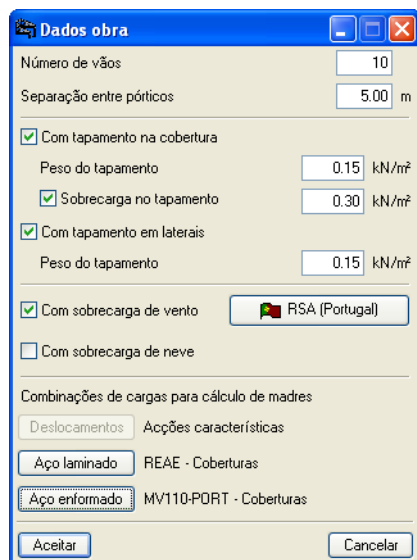 Dados obra
Número de vãos 10
Separação entre pórticos 5.00 m
Com tapamento na cobertura
Peso do tapamento 0.15 kN/m²
Sobrecarga no tapamento 0.30 kN/m²
Com tapamento em laterais
Peso do tapamento 0.15 kN/m²
Com sobrecarga de vento RSA (Portugal)
Com sobrecarga de neve
Combinações de cargas para cálculo de madres
Deslocamentos Acções características
Aço laminado REAE - Coberturas
Aço enformado MV110-PORT - Coberturas
Aceitar Cancelar